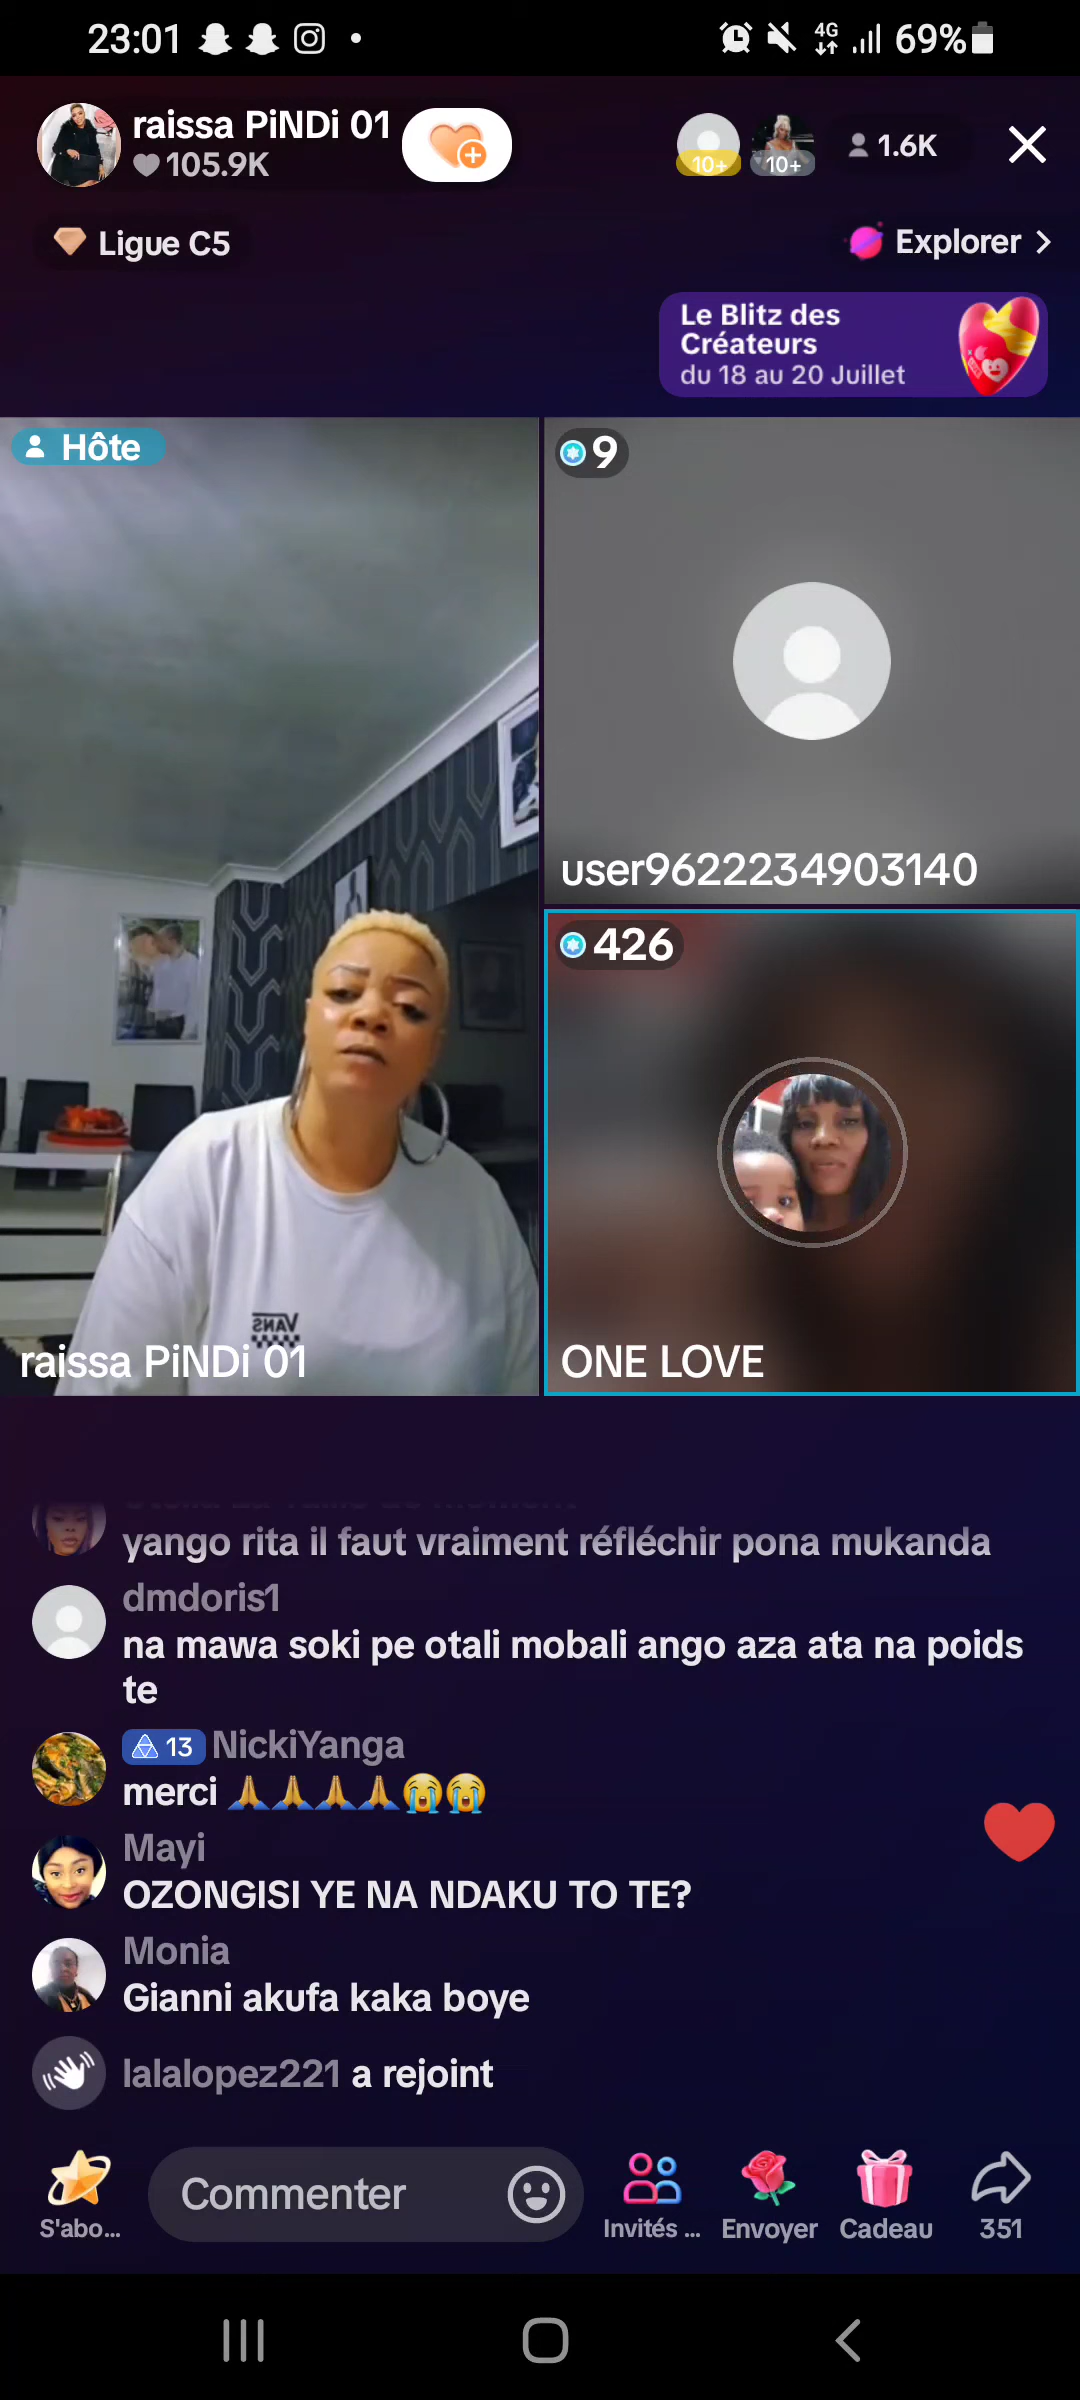 23:01
4G
69%
raissa PiNDi 01
105.9K
10+
10+
1.6K
Ligue C5
Explorer
Le Blitz des
Créateurs
du 18 au 20 Juillet
Hôte
9
user9622234903140
426
VANS
raissa PiNDi 01
ONE LOVE
yango rita il faut vraiment réfléchir pona mukanda
dmdoris1
na mawa soki pe otali mobali ango aza ata na poids
te
13 NickiYanga
merci 🙏🙏🙏🙏😭😭
Mayi
OZONGISI YE NA NDAKU TO TE?
Monia
Gianni akufa kaka boye
lalalopez221 a rejoint
S'abo...
Commenter
Invités ...
Envoyer
Cadeau
351